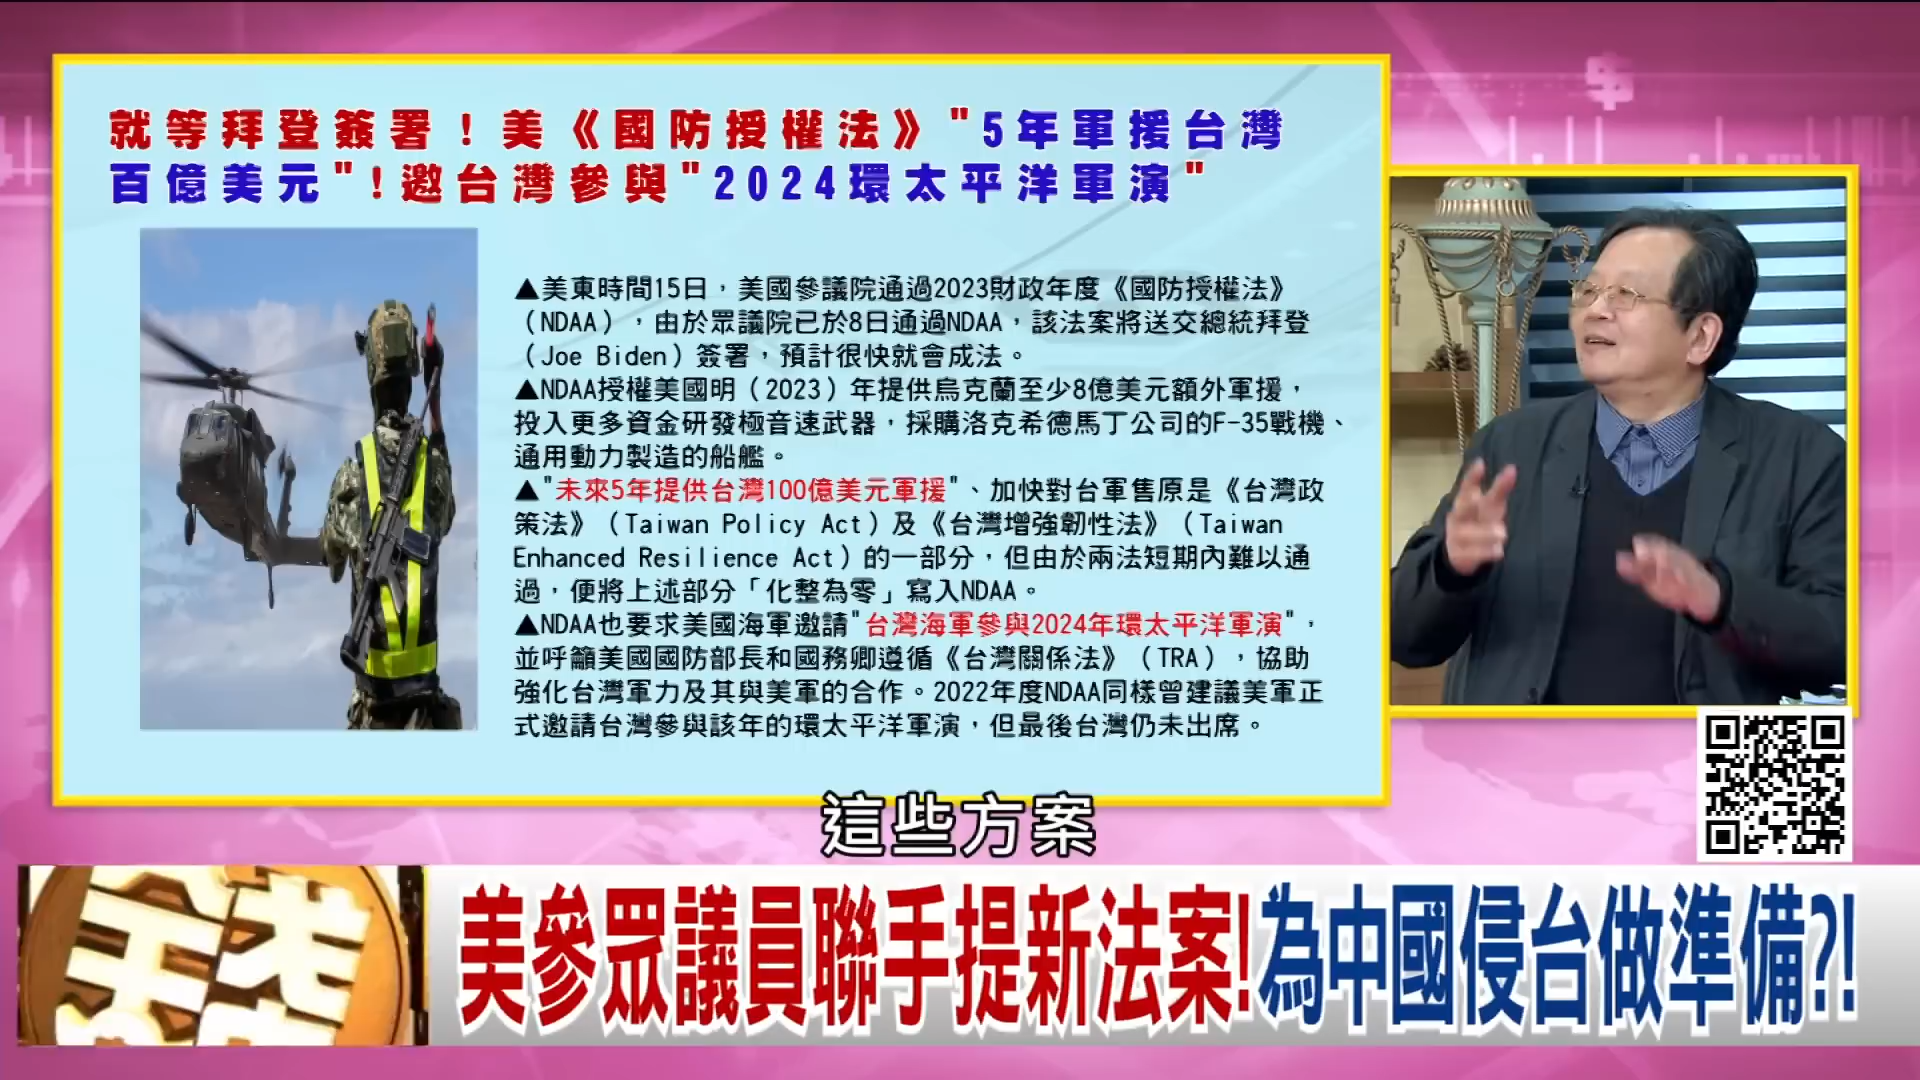 就等拜登簽署！美《國防授權法》"5年軍援台灣
百億美元"!邀台灣參與"2024環太平洋軍演"
▲美東時間15日，美國參議院通過2023財政年度《國防授權法》
（NDAA），由於眾議院已於8日通過NDAA，該法案將送交總統拜登
（Joe Biden）簽署，預計很快就會成法。
▲NDAA授權美國明（2023）年提供烏克蘭至少8億美元額外軍援，
投入更多資金研發極音速武器，採購洛克希德馬丁公司的F-35戰機、
通用動力製造的船艦。
▲"未來5年提供台灣100億美元軍援"、加快對台軍售原是《台灣政
策法》（Taiwan Policy Act）及《台灣增強韌性法》（Taiwan
Enhanced Resilience Act）的一部分，但由於兩法短期內難以通
過，便將上述部分「化整為零」寫入NDAA。
▲NDAA也要求美國海軍邀請"台灣海軍參與2024年環太平洋軍演"，
並呼籲美國國防部長和國務卿遵循《台灣關係法》（TRA），協助
強化台灣軍力及其與美軍的合作。2022年度NDAA同樣曾建議美軍正
式邀請台灣參與該年的環太平洋軍演，但最後台灣仍未出席。
這些方案
美參眾議員聯手提新法案!為中國侵台做準備?!